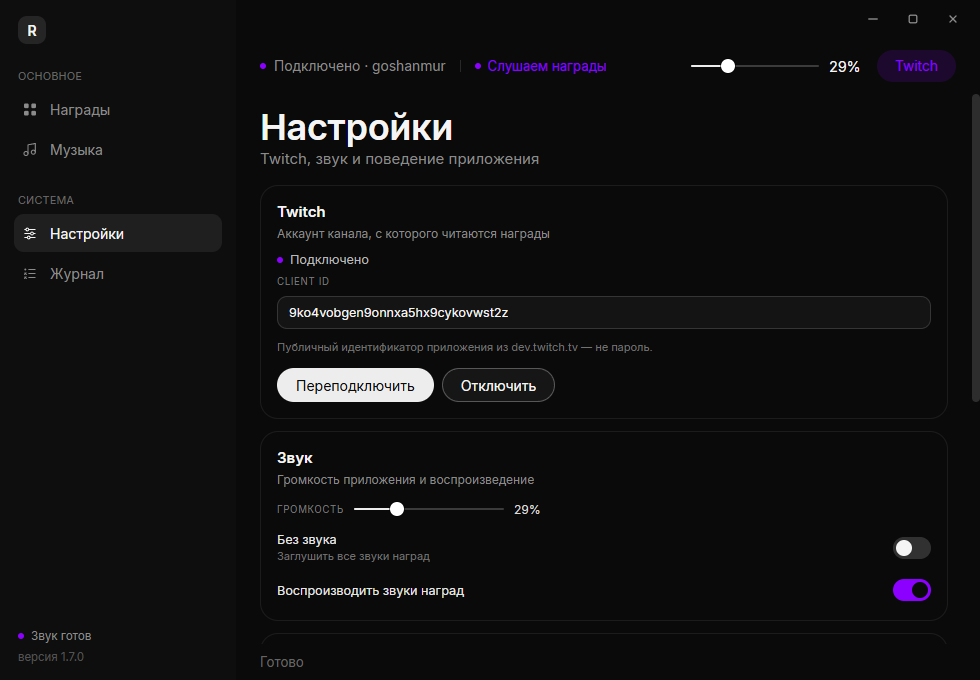 R
ОСНОВНОЕ
Награды
Музыка
СИСТЕМА
Настройки
Журнал
Звук готов
версия 1.7.0
Подключено · goshanmur
Слушаем награды
29%
Twitch
Настройки
Twitch, звук и поведение приложения
Twitch
Аккаунт канала, с которого читаются награды
Подключено
CLIENT ID
9ko4vobgen9onnxa5hx9cykovwst2z
Публичный идентификатор приложения из dev.twitch.tv — не пароль.
Переподключить
Отключить
Звук
Громкость приложения и воспроизведение
ГРОМКОСТЬ
29%
Без звука
Заглушить все звуки наград
Воспроизводить звуки наград
Готово